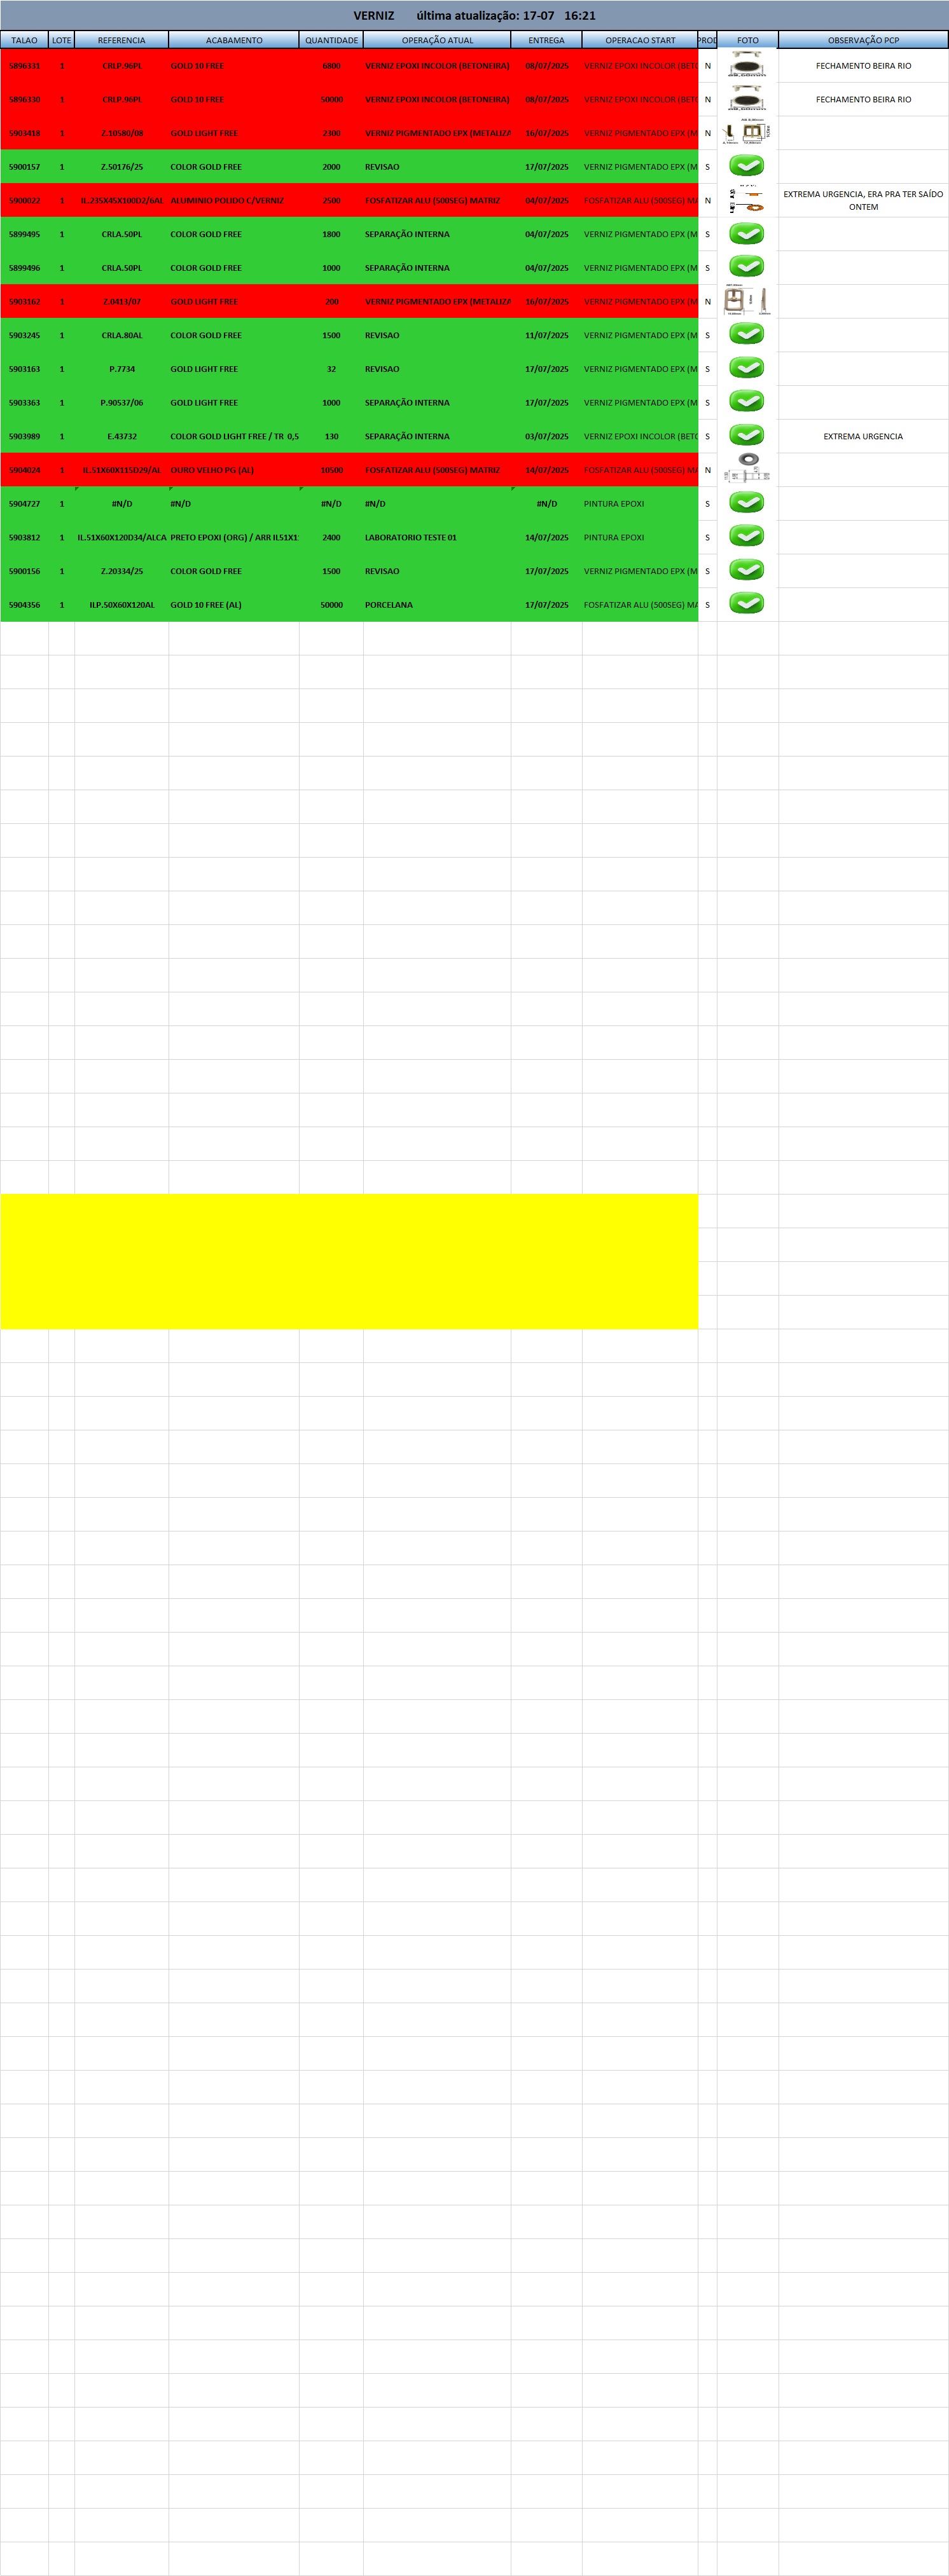 VERNIZ última atualização: 17-07 16:21
TALAO LOTE REFERENCIA ACABAMENTO QUANTIDADE OPERAÇÃO ATUAL ENTREGA OPERACAO START PROD FOTO OBSERVAÇÃO PCP
5896331 1 CRLP.96PL GOLD 10 FREE 6800 VERNIZ EPOXI INCOLOR (BETONEIRA) 08/07/2025 VERNIZ EPOXI INCOLOR (BETO N FECHAMENTO BEIRA RIO
5896330 1 CRLP.96PL GOLD 10 FREE 50000 VERNIZ EPOXI INCOLOR (BETONEIRA) 08/07/2025 VERNIZ EPOXI INCOLOR (BETO N FECHAMENTO BEIRA RIO
5903418 1 Z.10580/08 GOLD LIGHT FREE 2300 VERNIZ PIGMENTADO EPX (METALIZA 16/07/2025 VERNIZ PIGMENTADO EPX (M N
5900157 1 Z.50176/25 COLOR GOLD FREE 2000 REVISAO 17/07/2025 VERNIZ PIGMENTADO EPX (M S
5900022 1 IL.235X45X100D2/6AL ALUMINIO POLIDO C/VERNIZ 2500 FOSFATIZAR ALU (500SEG) MATRIZ 04/07/2025 FOSFATIZAR ALU (500SEG) MA N EXTREMA URGENCIA, ERA PRA TER SAÍDO
ONTEM
5899495 1 CRLA.50PL COLOR GOLD FREE 1800 SEPARAÇÃO INTERNA 04/07/2025 VERNIZ PIGMENTADO EPX (M S
5899496 1 CRLA.50PL COLOR GOLD FREE 1000 SEPARAÇÃO INTERNA 04/07/2025 VERNIZ PIGMENTADO EPX (M S
5903162 1 Z.0413/07 GOLD LIGHT FREE 200 VERNIZ PIGMENTADO EPX (METALIZA 16/07/2025 VERNIZ PIGMENTADO EPX (M N
5903245 1 CRLA.80AL COLOR GOLD FREE 1500 REVISAO 11/07/2025 VERNIZ PIGMENTADO EPX (M S
5903163 1 P.7734 GOLD LIGHT FREE 32 REVISAO 17/07/2025 VERNIZ PIGMENTADO EPX (M S
5903363 1 P.90537/06 GOLD LIGHT FREE 1000 SEPARAÇÃO INTERNA 17/07/2025 VERNIZ PIGMENTADO EPX (M S
5903989 1 E.43732 COLOR GOLD LIGHT FREE / TR 0,5 130 SEPARAÇÃO INTERNA 03/07/2025 VERNIZ EPOXI INCOLOR (BETO S EXTREMA URGENCIA
5904024 1 IL.51X60X115D29/AL OURO VELHO PG (AL) 10500 FOSFATIZAR ALU (500SEG) MATRIZ 14/07/2025 FOSFATIZAR ALU (500SEG) MA N
5904727 1 #N/D #N/D #N/D #N/D #N/D PINTURA EPOXI S
5903812 1 IL.51X60X120D34/ALCA PRETO EPOXI (ORG) / ARR IL51X1 2400 LABORATORIO TESTE 01 14/07/2025 PINTURA EPOXI S
5900156 1 Z.20334/25 COLOR GOLD FREE 1500 REVISAO 17/07/2025 VERNIZ PIGMENTADO EPX (M S
5904356 1 ILP.50X60X120AL GOLD 10 FREE (AL) 50000 PORCELANA 17/07/2025 FOSFATIZAR ALU (500SEG) MA S